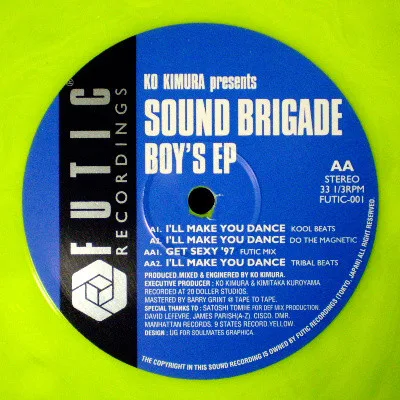 FUTIC®
RECORDINGS
KO KIMURA presents
SOUND BRIGADE
BOY'S EP
AA
STEREO
33 1/3RPM
FUTIC-001
A1. I'LL MAKE YOU DANCE KOOL BEATS
A2. I'LL MAKE YOU DANCE DO THE MAGNETIC
AA1. GET SEXY '97 FUTIC MIX
AA2. I'LL MAKE YOU DANCE TRIBAL BEATS
PRODUCED.MIXED & ENGINERED BY KO KIMURA.
EXECUTIVE PRODUCER : KO KIMURA & KIMITAKA KUROYAMA.
RECORDED AT 20 DOLLER STUDIOS.
MASTERED BY BARRY GRINT @ TAPE TO TAPE.
SPECIAL THANKS TO : SATOSHI TOMIIE FOR DEF MIX PRODUCTION.
DAVID LEFEVRE. JAMES PARISH(A-Z). CISCO. DMR.
MANHATTAN RECORDS. 9 STATES RECORD.YELLOW.
DESIGN : UG FOR SOULMATES GRAPHICA.
THE COPYRIGHT IN THIS SOUND RECORDING IS OWNED BY FUTIC RECORDINGS (TOKYO, JAPAN) ALL RIGHT RESERVED.